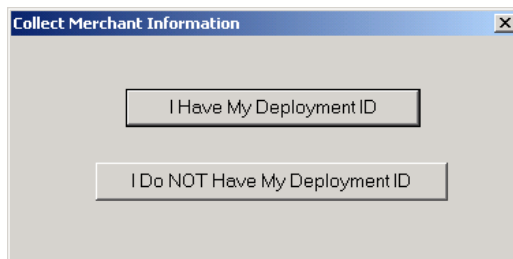 Collect Merchant Information
I Have My Deployment ID
I Do NOT Have My Deployment ID